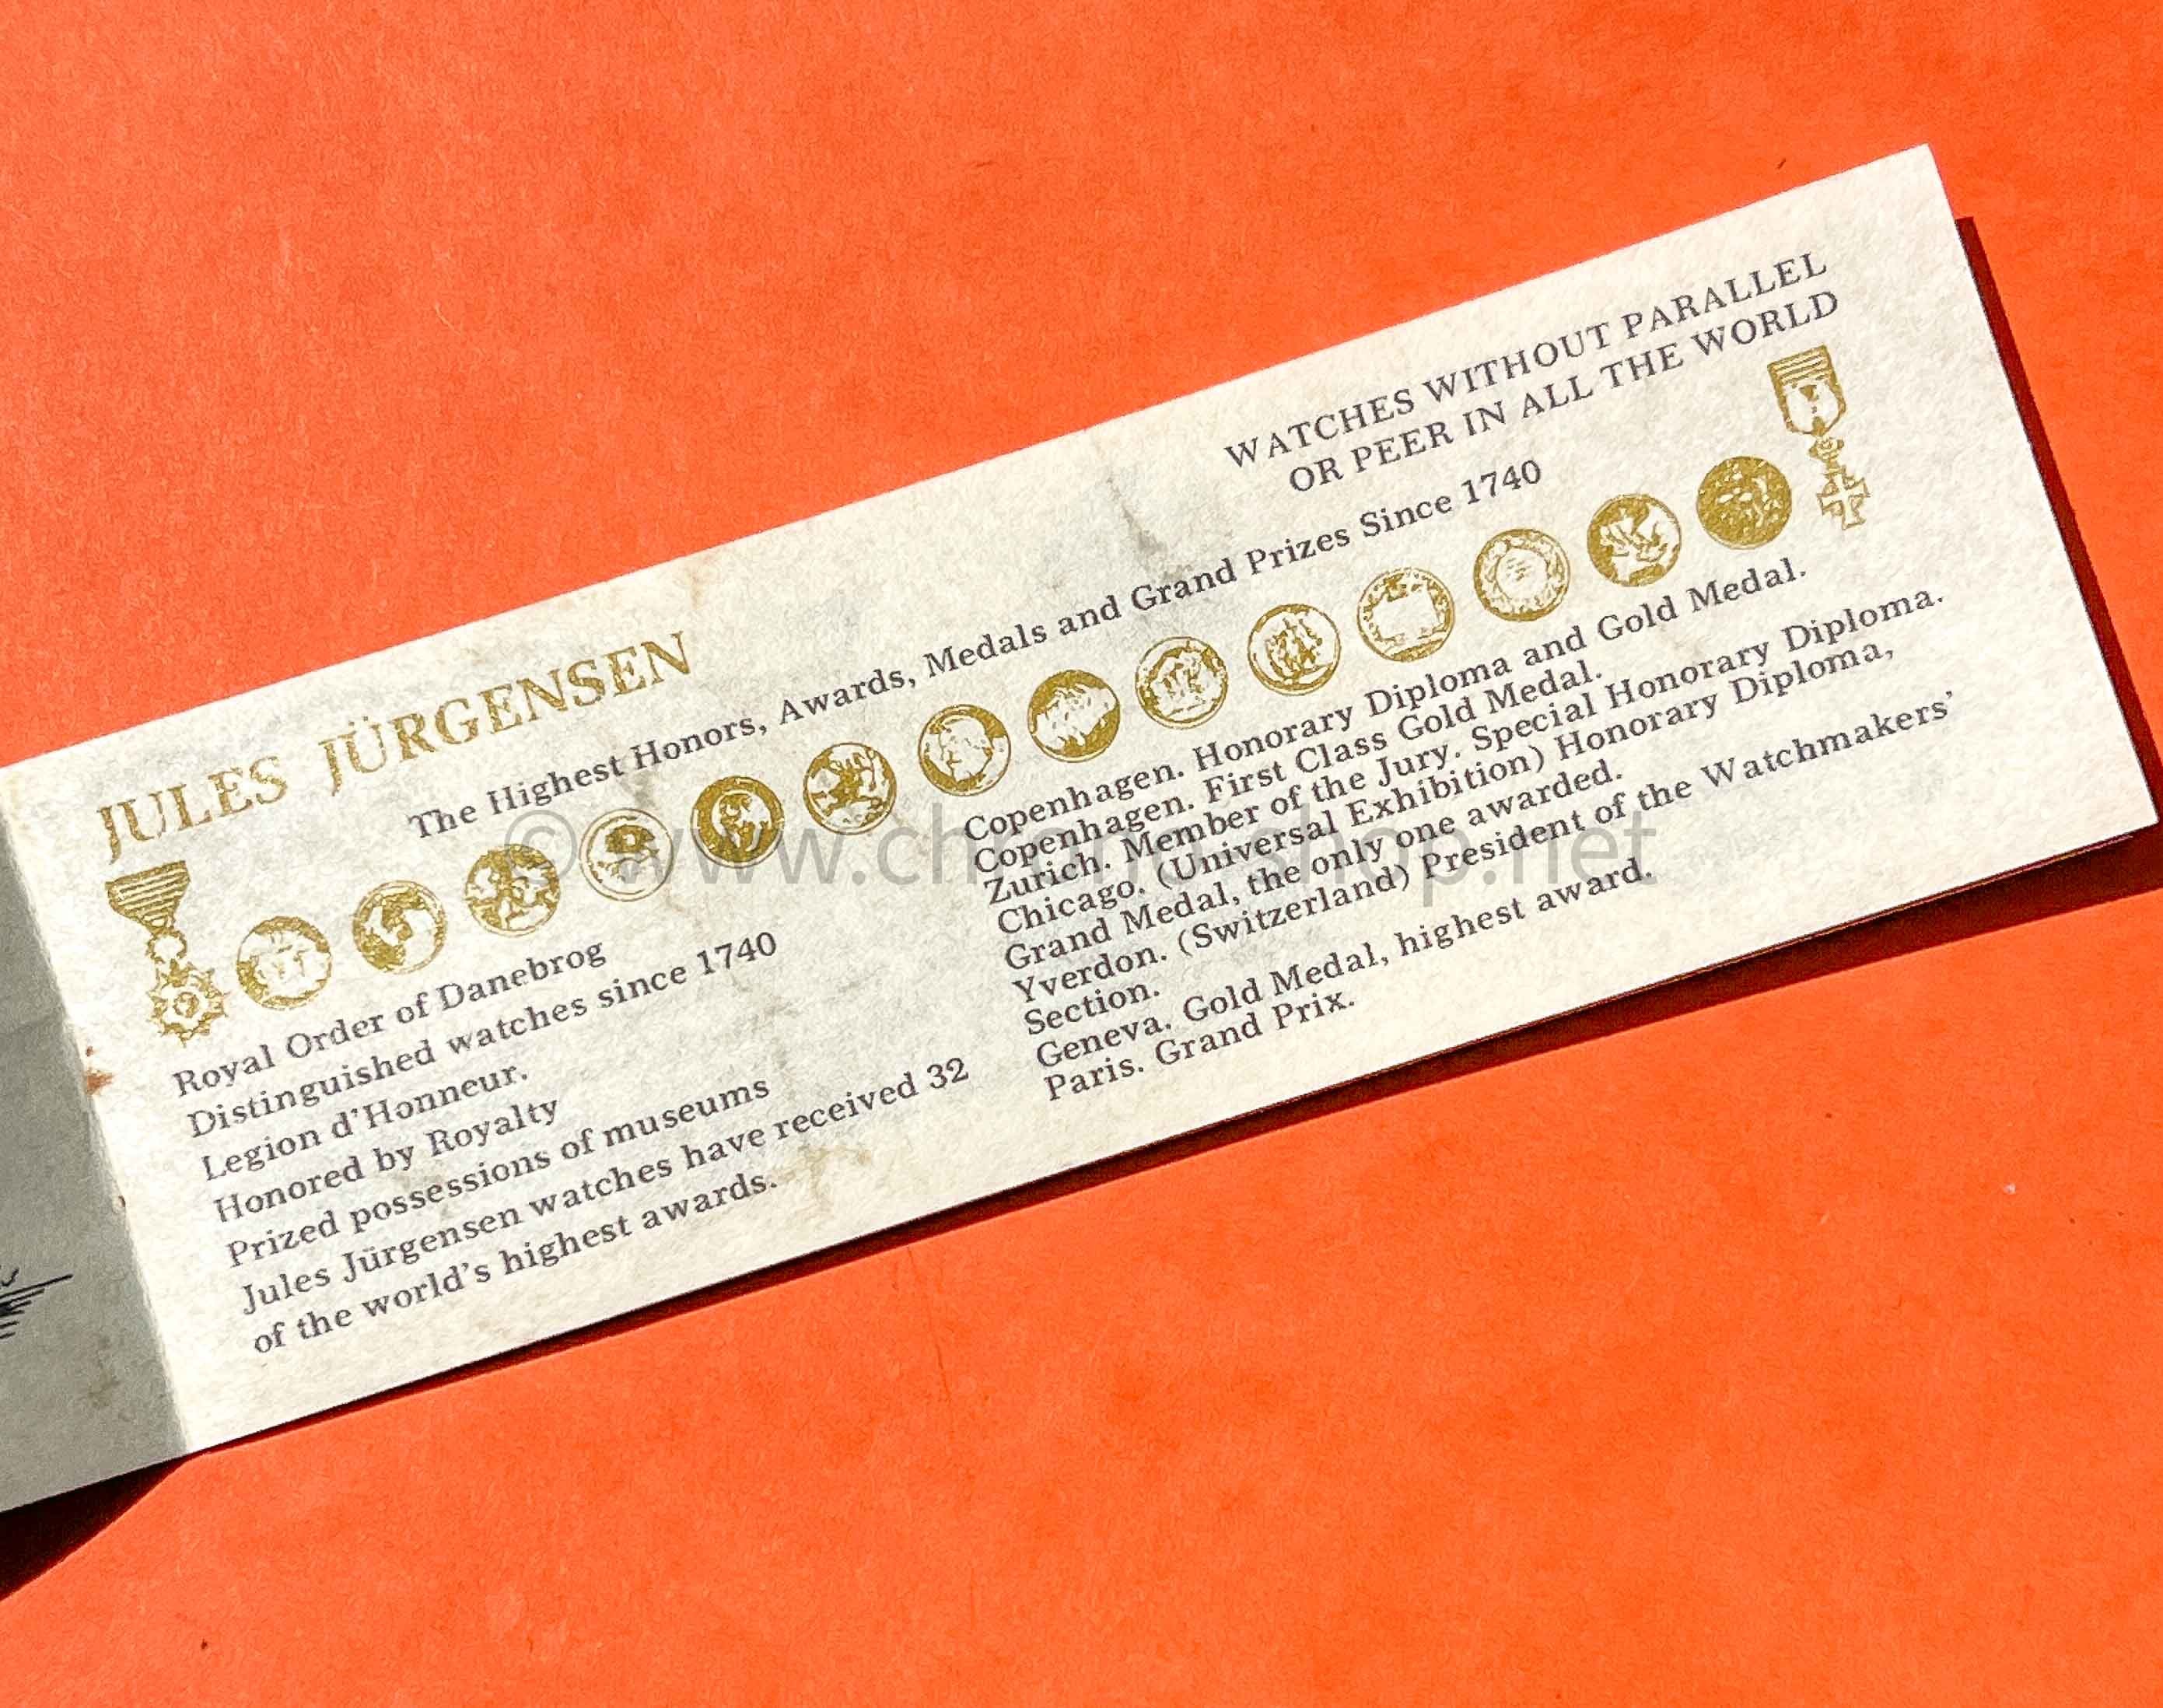 JULES JÜRGENSEN
WATCHES WITHOUT PARALLEL
OR PEER IN ALL THE WORLD
The Highest Honors, Awards, Medals and Grand Prizes Since 1740
Royal Order of Danebrog
Distinguished watches since 1740
Legion d'Honneur.
Honored by Royalty
Prized possessions of museums
Jules Jürgensen watches have received 32
of the world's highest awards.
Copenhagen. Honorary Diploma and Gold Medal.
Copenhagen. First Class Gold Medal.
Zurich. Member of the Jury. Special Honorary Diploma.
Chicago. (Universal Exhibition) Honorary Diploma,
Grand Medal, the only one awarded.
Yverdon. (Switzerland) President of the Watchmakers'
Section.
Geneva. Gold Medal, highest award.
Paris. Grand Prix.